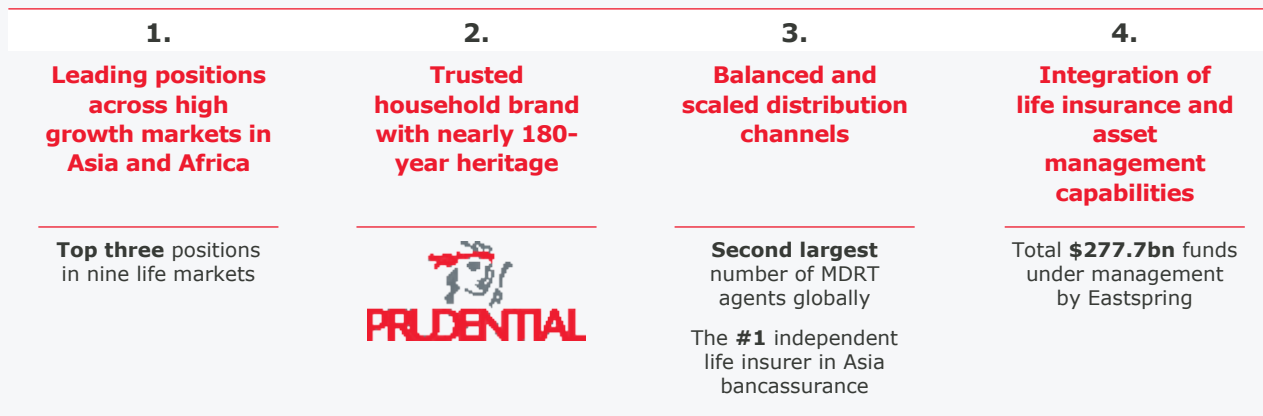 1.
Leading positions
across high
growth markets in
Asia and Africa
Top three positions
in nine life markets
2.
Trusted
household brand
with nearly 180-
year heritage
PRUDENTIAL
3.
Balanced and
scaled distribution
channels
Second largest
number of MDRT
agents globally
The #1 independent
life insurer in Asia
bancassurance
4.
Integration of
life insurance and
asset
management
capabilities
Total $277.7bn funds
under management
by Eastspring